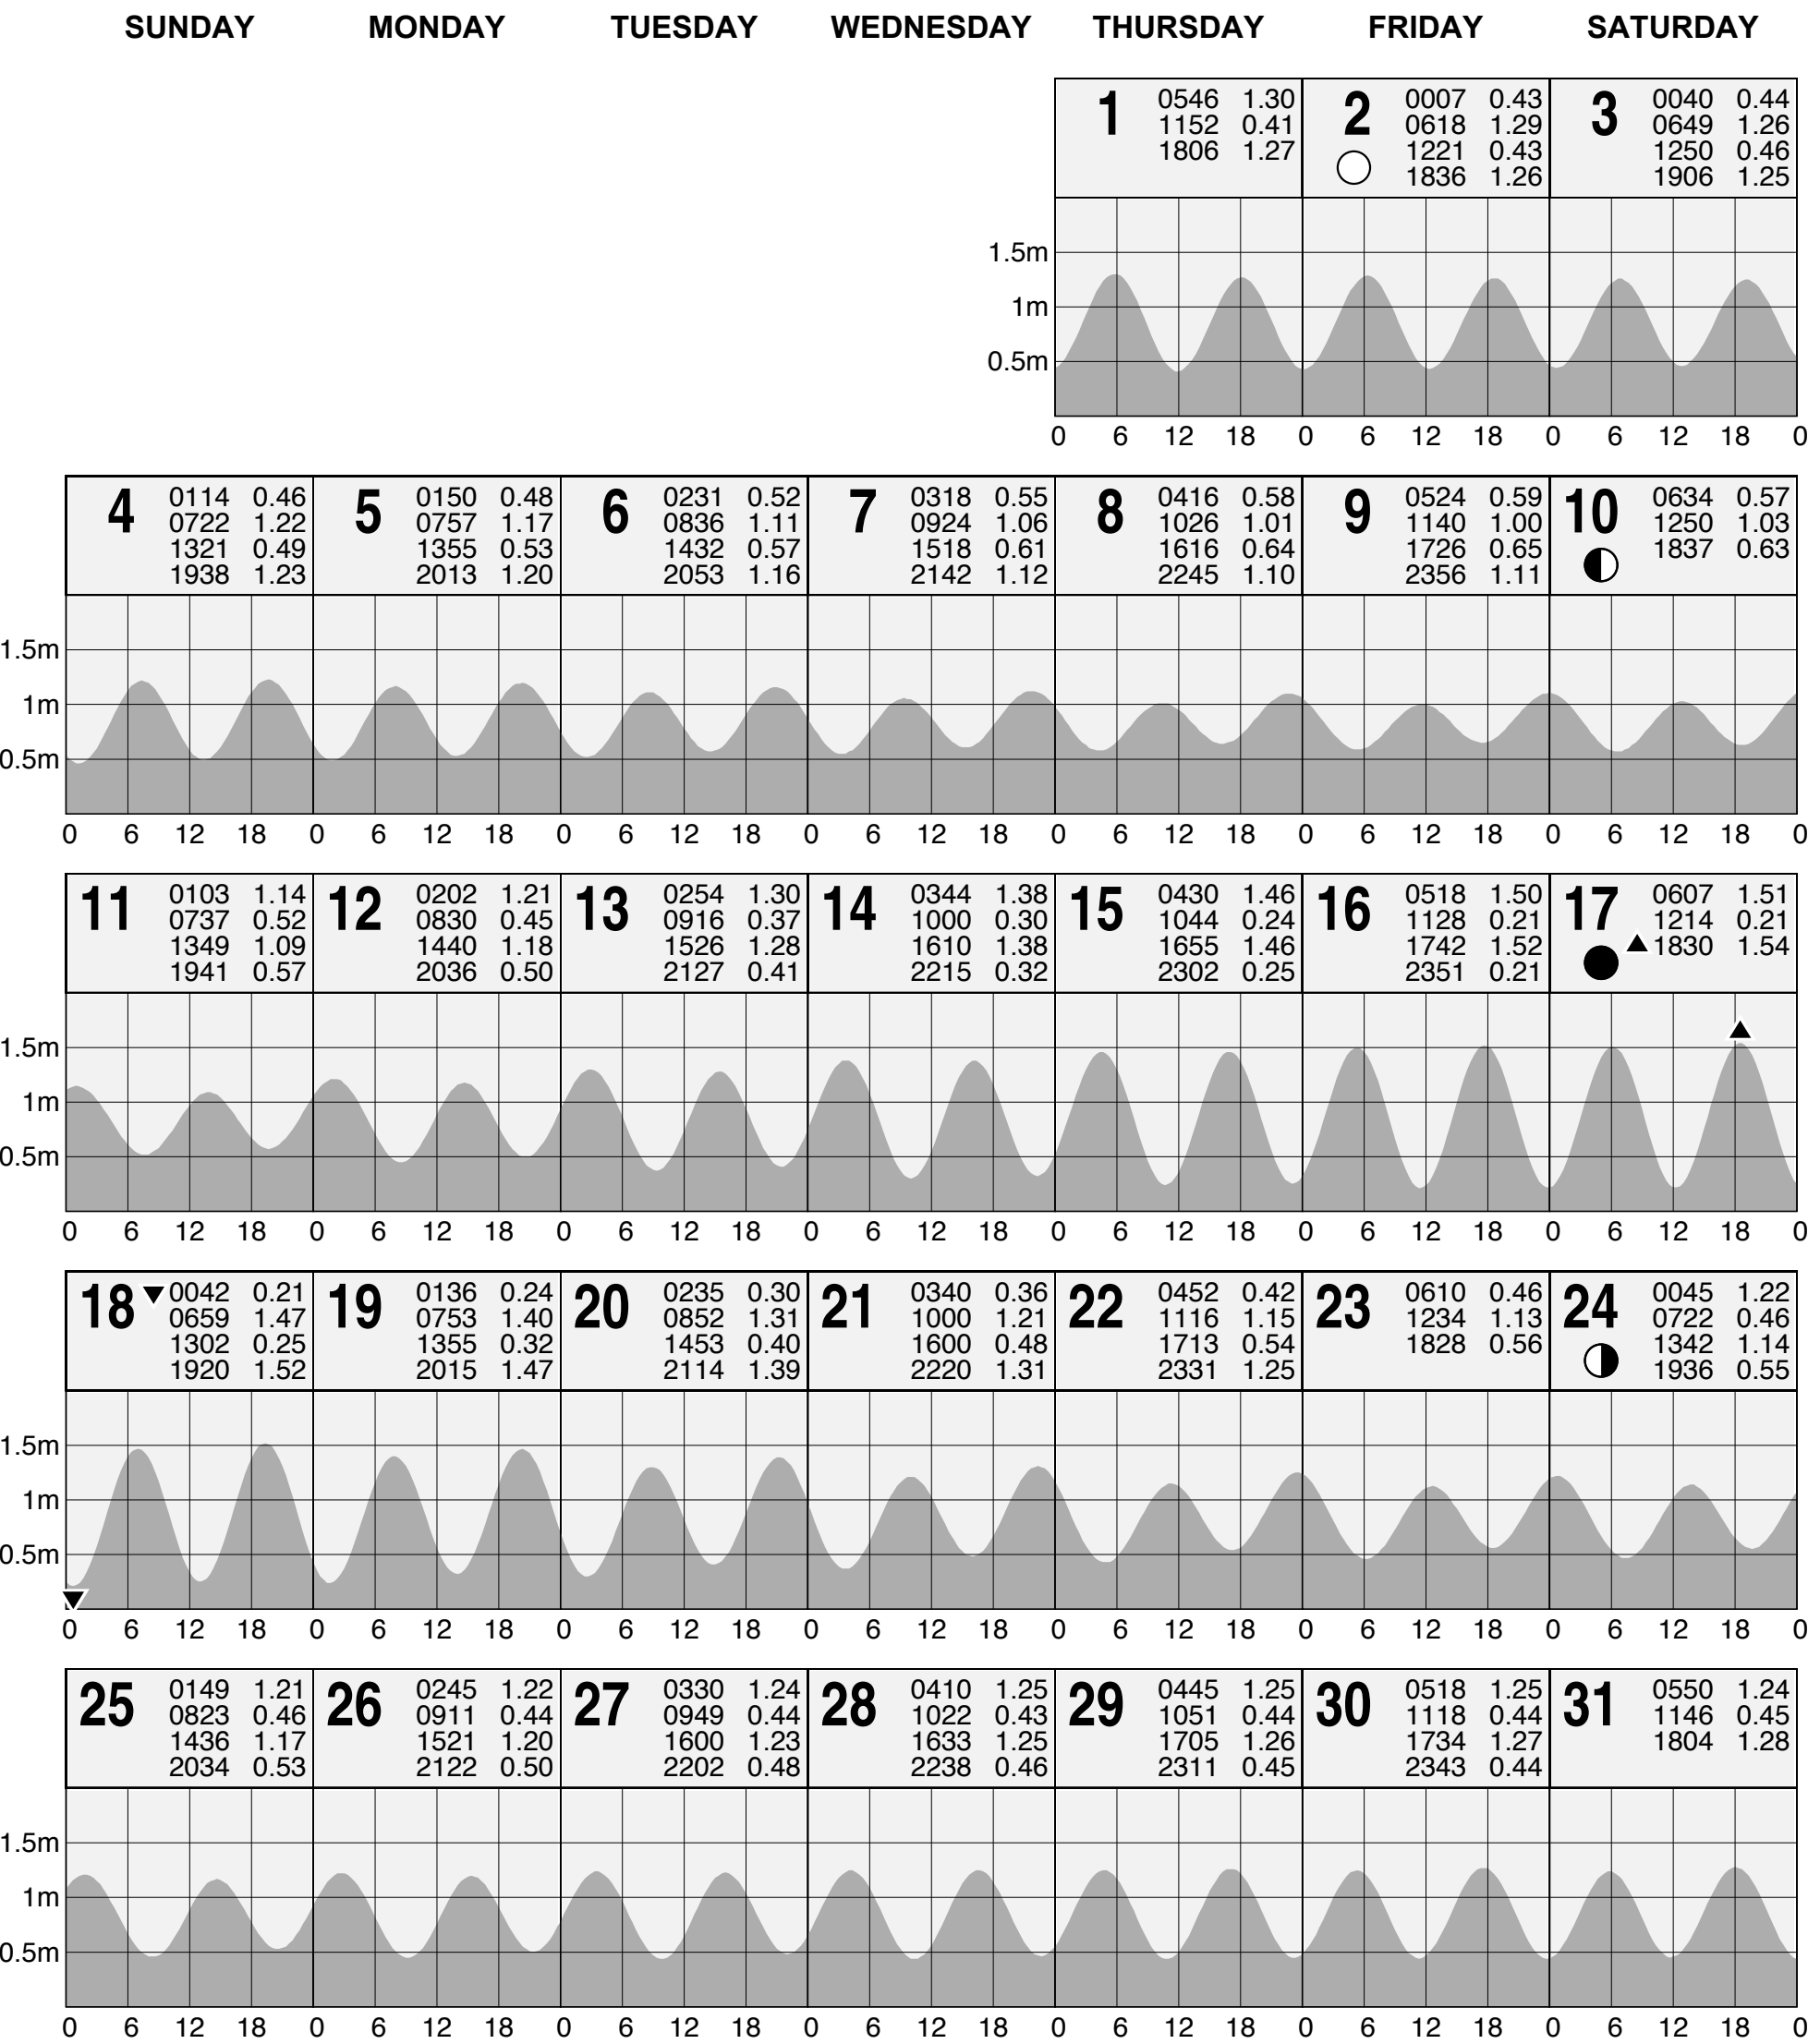 SUNDAY MONDAY TUESDAY WEDNESDAY THURSDAY FRIDAY SATURDAY
1 0546 1.30
1152 0.41
1806 1.27
2 0007 0.43
0618 1.29
1221 0.43
1836 1.26
3 0040 0.44
0649 1.26
1250 0.46
1906 1.25
1.5m
1m
0.5m
0 6 12 18 0 6 12 18 0 6 12 18 0
4 0114 0.46
0722 1.22
1321 0.49
1938 1.23
5 0150 0.48
0757 1.17
1355 0.53
2013 1.20
6 0231 0.52
0836 1.11
1432 0.57
2053 1.16
7 0318 0.55
0924 1.06
1518 0.61
2142 1.12
8 0416 0.58
1026 1.01
1616 0.64
2245 1.10
9 0524 0.59
1140 1.00
1726 0.65
2356 1.11
10 0634 0.57
1250 1.03
1837 0.63
1.5m
1m
0.5m
0 6 12 18 0 6 12 18 0 6 12 18 0 6 12 18 0 6 12 18 0 6 12 18 0 6 12 18 0
11 0103 1.14
0737 0.52
1349 1.09
1941 0.57
12 0202 1.21
0830 0.45
1440 1.18
2036 0.50
13 0254 1.30
0916 0.37
1526 1.28
2127 0.41
14 0344 1.38
1000 0.30
1610 1.38
2215 0.32
15 0430 1.46
1044 0.24
1655 1.46
2302 0.25
16 0518 1.50
1128 0.21
1742 1.52
2351 0.21
17 0607 1.51
1214 0.21
1830 1.54
1.5m
1m
0.5m
0 6 12 18 0 6 12 18 0 6 12 18 0 6 12 18 0 6 12 18 0 6 12 18 0 6 12 18 0
18 0042 0.21
0659 1.47
1302 0.25
1920 1.52
19 0136 0.24
0753 1.40
1355 0.32
2015 1.47
20 0235 0.30
0852 1.31
1453 0.40
2114 1.39
21 0340 0.36
1000 1.21
1600 0.48
2220 1.31
22 0452 0.42
1116 1.15
1713 0.54
2331 1.25
23 0610 0.46
1234 1.13
1828 0.56
24 0045 1.22
0722 0.46
1342 1.14
1936 0.55
1.5m
1m
0.5m
0 6 12 18 0 6 12 18 0 6 12 18 0 6 12 18 0 6 12 18 0 6 12 18 0 6 12 18 0
25 0149 1.21
0823 0.46
1436 1.17
2034 0.53
26 0245 1.22
0911 0.44
1521 1.20
2122 0.50
27 0330 1.24
0949 0.44
1600 1.23
2202 0.48
28 0410 1.25
1022 0.43
1633 1.25
2238 0.46
29 0445 1.25
1051 0.44
1705 1.26
2311 0.45
30 0518 1.25
1118 0.44
1734 1.27
2343 0.44
31 0550 1.24
1146 0.45
1804 1.28
1.5m
1m
0.5m
0 6 12 18 0 6 12 18 0 6 12 18 0 6 12 18 0 6 12 18 0 6 12 18 0 6 12 18 0